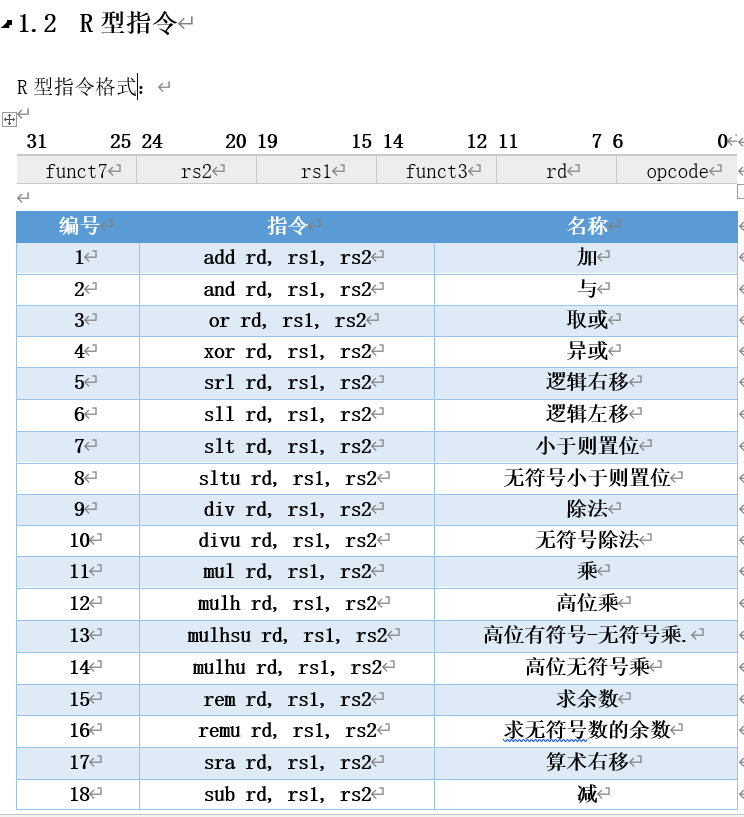 1.2 R 型指令
R 型指令格式：
31 25 24 20 19 15 14 12 11 7 6 0
funct7 rs2 rs1 funct3 rd opcode
编号 指令 名称
1 add rd, rs1, rs2 加
2 and rd, rs1, rs2 与
3 or rd, rs1, rs2 取或
4 xor rd, rs1, rs2 异或
5 srl rd, rs1, rs2 逻辑右移
6 sll rd, rs1, rs2 逻辑左移
7 slt rd, rs1, rs2 小于则置位
8 sltu rd, rs1, rs2 无符号小于则置位
9 div rd, rs1, rs2 除法
10 divu rd, rs1, rs2 无符号除法
11 mul rd, rs1, rs2 乘
12 mulh rd, rs1, rs2 高位乘
13 mulhsu rd, rs1, rs2 高位有符号-无符号乘.
14 mulhu rd, rs1, rs2 高位无符号乘
15 rem rd, rs1, rs2 求余数
16 remu rd, rs1, rs2 求无符号数的余数
17 sra rd, rs1, rs2 算术右移
18 sub rd, rs1, rs2 减